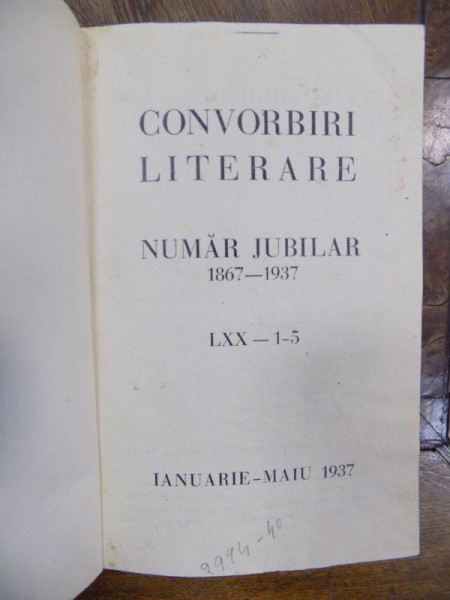 CONVORBIRI
LITERARE
NUMĂR JUBILAR
1867—1937
LXX — 1-5
IANUARIE-MAIU 1937